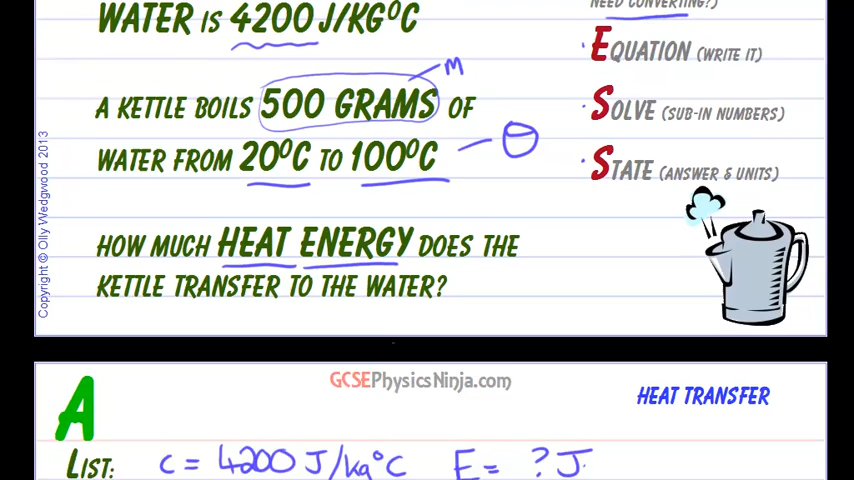 NEED CONVERTING?)
WATER IS 4200 J/KG°C
EQUATION (WRITE IT)
M
A KETTLE BOILS 500 GRAMS OF
SOLVE (SUB-IN NUMBERS)
WATER FROM 20°C TO 100°C
θ
STATE (ANSWER & UNITS)
HOW MUCH HEAT ENERGY DOES THE
KETTLE TRANSFER TO THE WATER?
Copyright © Olly Wedgwood 2013
GCSEPhysicsNinja.com
A
HEAT TRANSFER
LIST: c = 4200 J/kg°C E = ? J